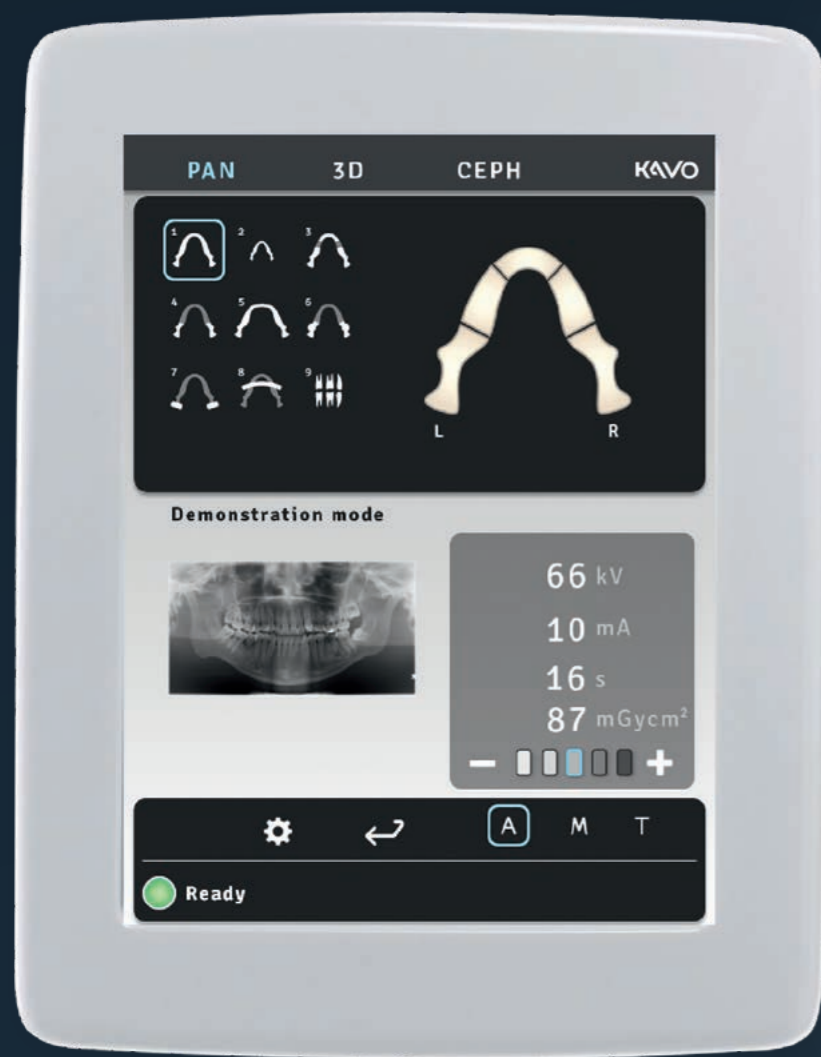 PAN 3D CEPH KAVO
1 2 3
4 5 6
7 8 9
L R
Demonstration mode
66 kV
10 mA
16 s
87 mGycm²
− +
A M T
Ready